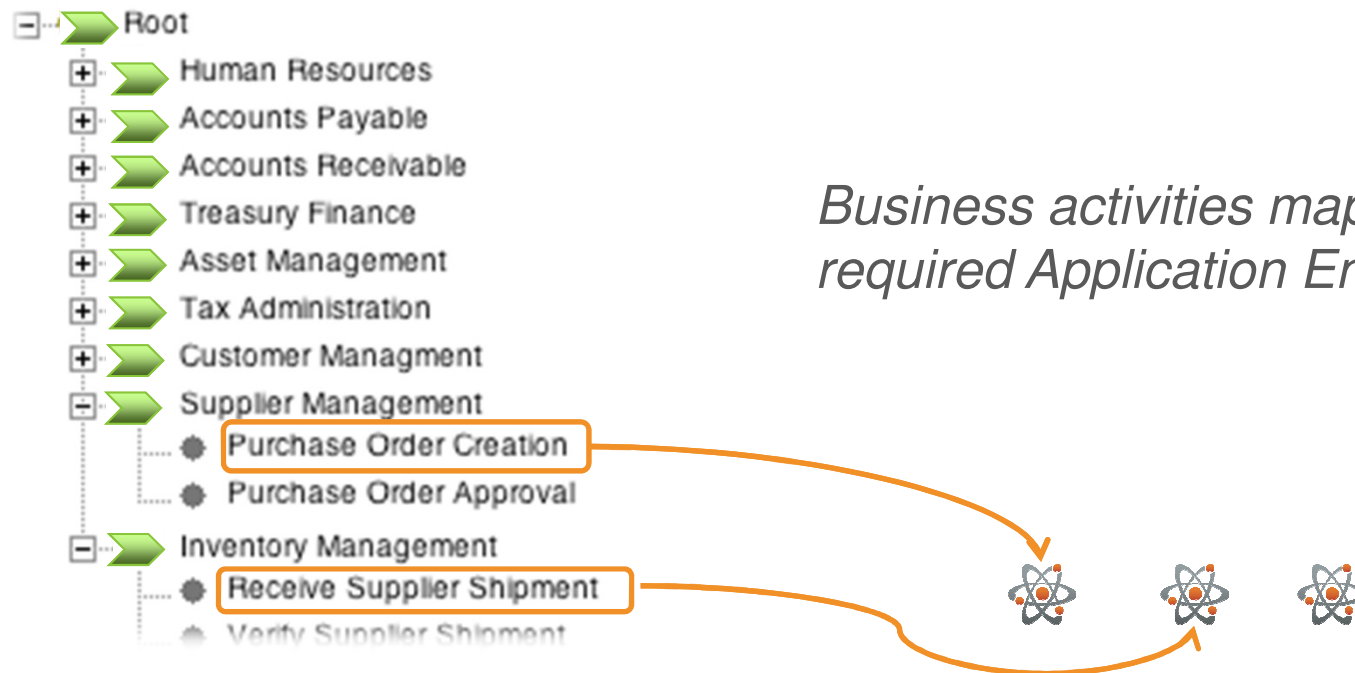 Root
Human Resources
Accounts Payable
Accounts Receivable
Treasury Finance
Asset Management
Tax Administration
Customer Managment
Supplier Management
Purchase Order Creation
Purchase Order Approval
Inventory Management
Receive Supplier Shipment
Verify Supplier Shipment
Business activities map
required Application